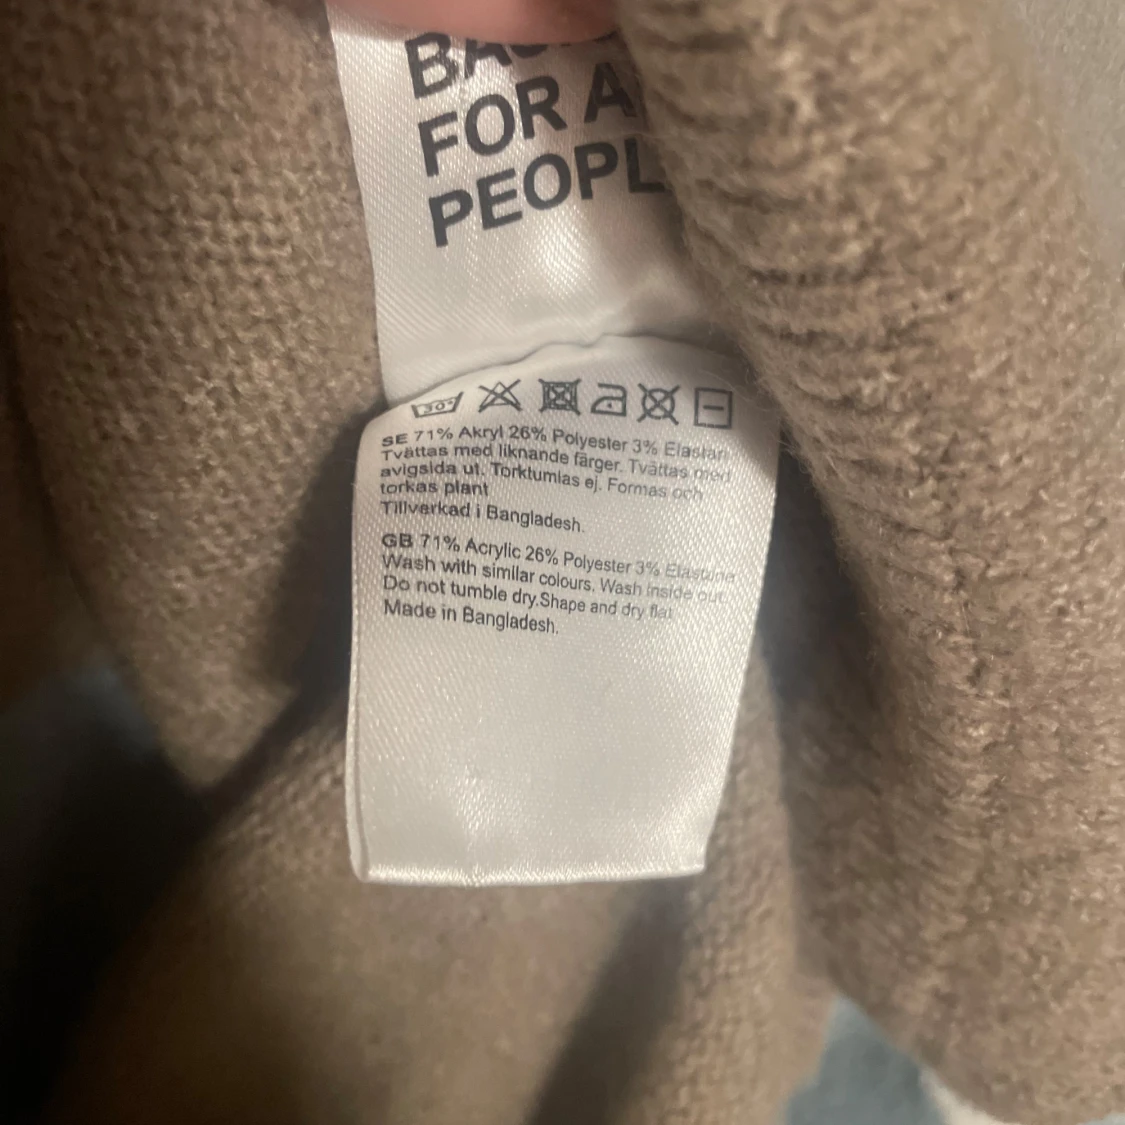 FOR
30°
SE 71% Akryl 26% Polyester 3% Elastan
Tvättas med liknande färger. Tvättas med
avigsida ut. Torktumlas ej. Formas och
torkas plant
Tillverkad i Bangladesh.
GB 71% Acrylic 26% Polyester 3% Elastane
Wash with similar colours. Wash inside out.
Do not tumble dry.Shape and dry flat
Made in Bangladesh.